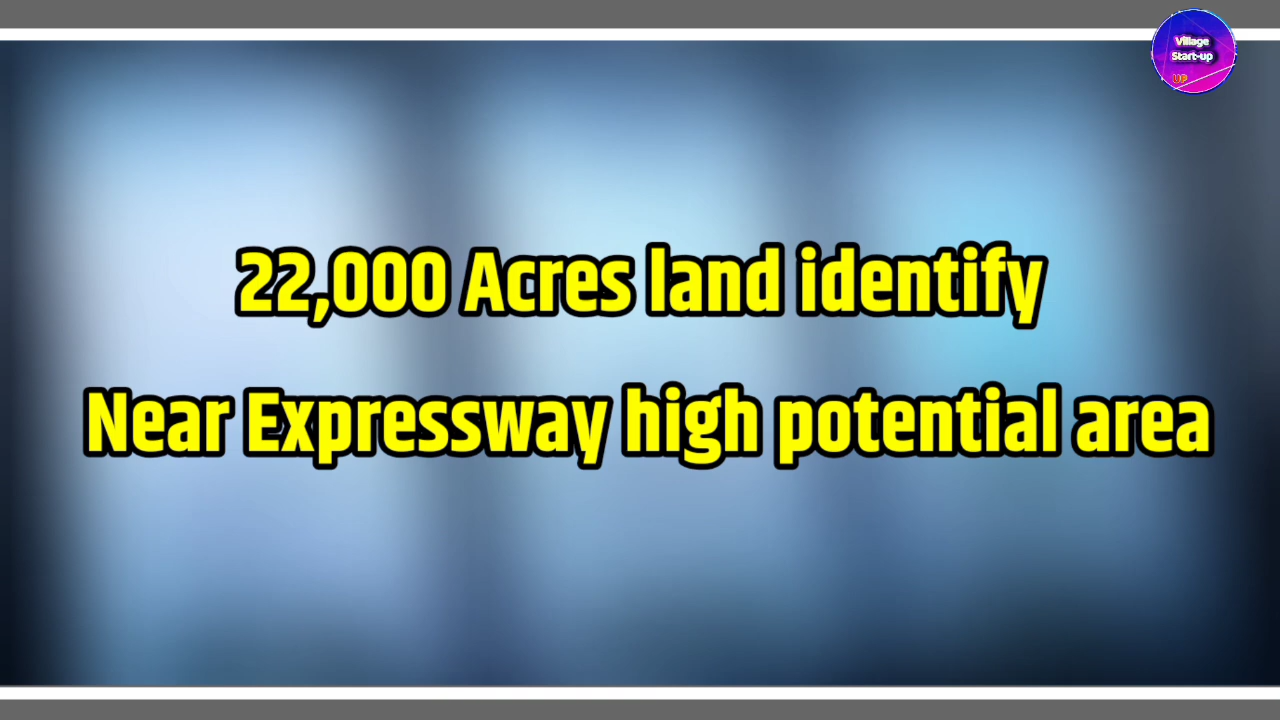 Village
Start-up
UP
22,000 Acres land identify
Near Expressway high potential area